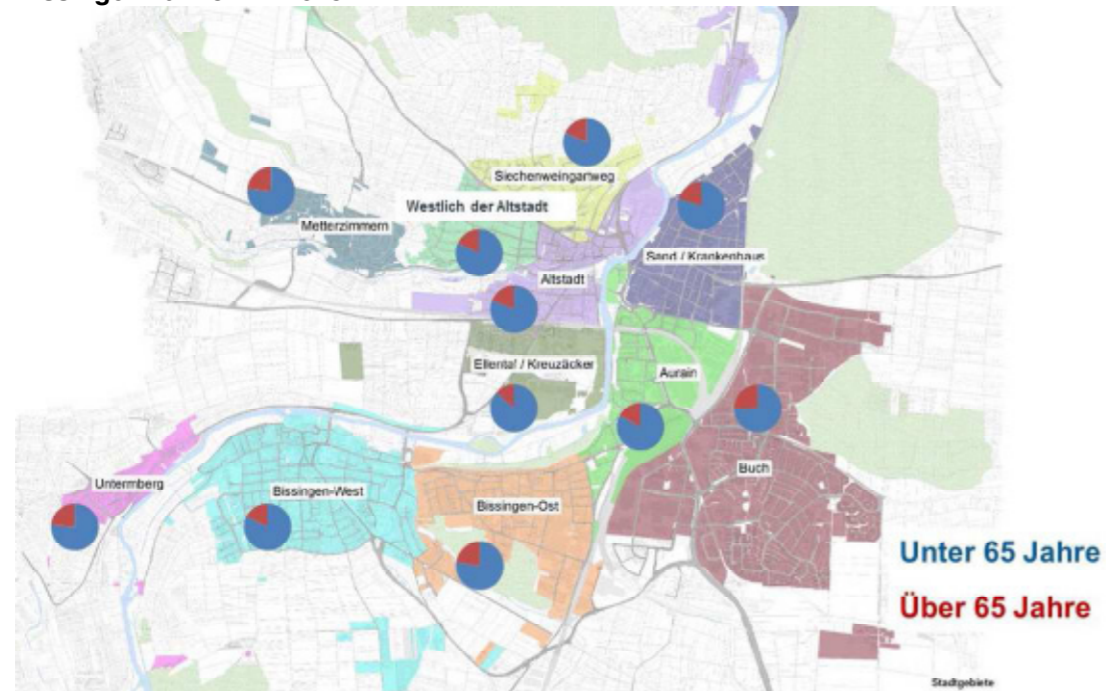 Siechenweingartweg
Westlich der Altstadt
Metterzimmern
Sand / Krankenhaus
Altstadt
Ellental / Kreuzäcker
Aurain
Buch
Untermberg
Bissingen-West
Bissingen-Ost
Unter 65 Jahre
Über 65 Jahre
Stadtgebiete